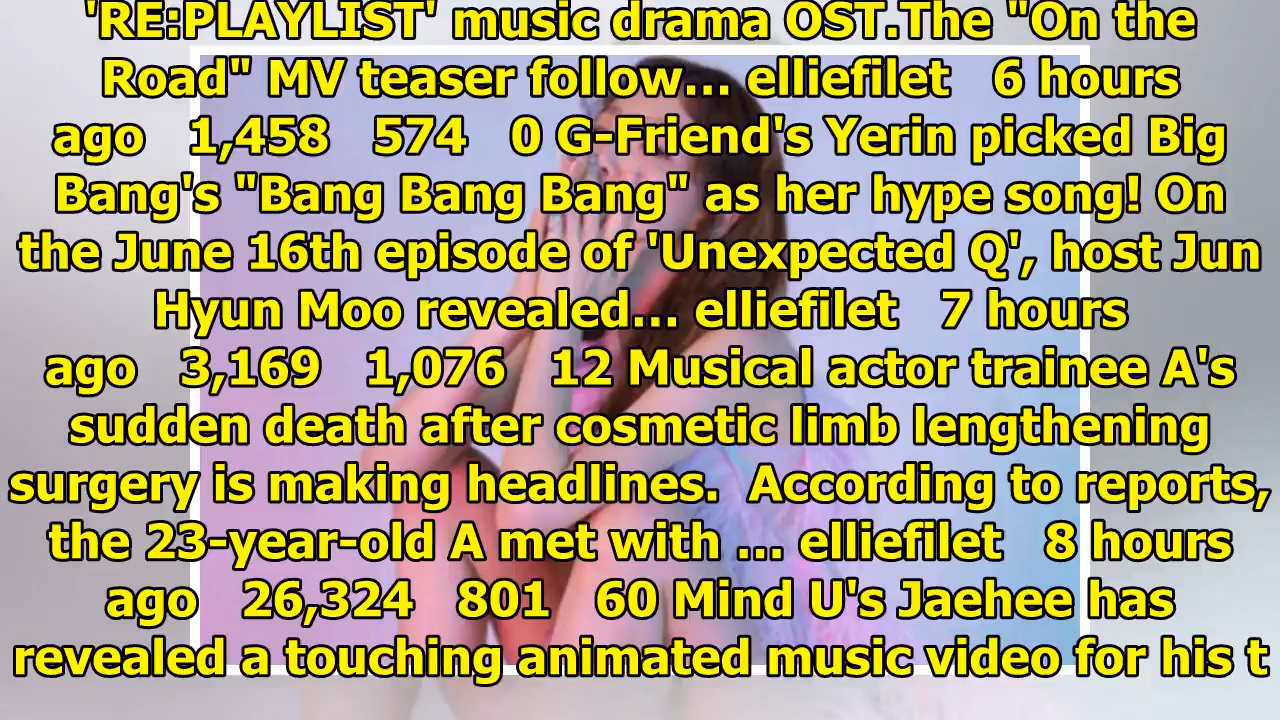 'RE:PLAYLIST' music drama OST.The "On the
Road" MV teaser follow... elliefilet   6 hours
ago   1,458   574   0 G-Friend's Yerin picked Big
Bang's "Bang Bang Bang" as her hype song! On
the June 16th episode of 'Unexpected Q', host Jun
Hyun Moo revealed... elliefilet   7 hours
ago   3,169   1,076   12 Musical actor trainee A's
sudden death after cosmetic limb lengthening
surgery is making headlines.  According to reports,
the 23-year-old A met with ... elliefilet   8 hours
ago   26,324   801   60 Mind U's Jaehee has
revealed a touching animated music video for his t